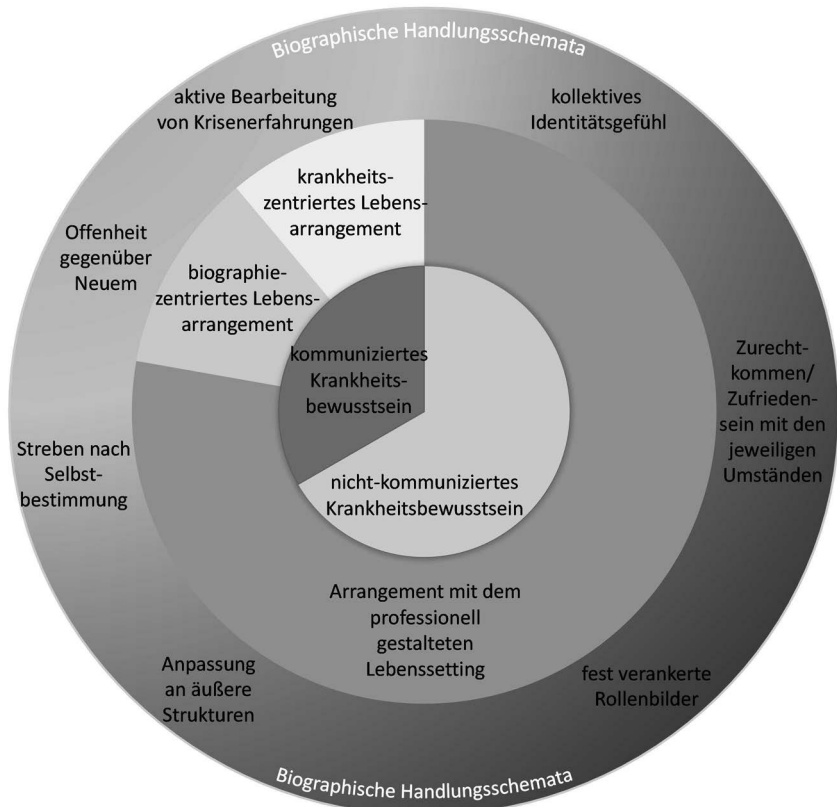 Biographische Handlungsschemata
aktive Bearbeitung
von Krisenerfahrungen
kollektives
Identitätsgefühl
krankheits-
zentriertes Lebens-
arrangement
Offenheit
gegenüber
Neuem
biographie-
zentriertes Lebens-
arrangement
kommuniziertes
Krankheits-
bewusstsein
Zurecht-
kommen/
Zufrieden-
sein mit den
jeweiligen
Umständen
Streben nach
Selbst-
bestimmung
nicht-kommuniziertes
Krankheitsbewusstsein
Arrangement mit dem
professionell
gestalteten
Lebenssetting
Anpassung
an äußere
Strukturen
fest verankerte
Rollenbilder
Biographische Handlungsschemata